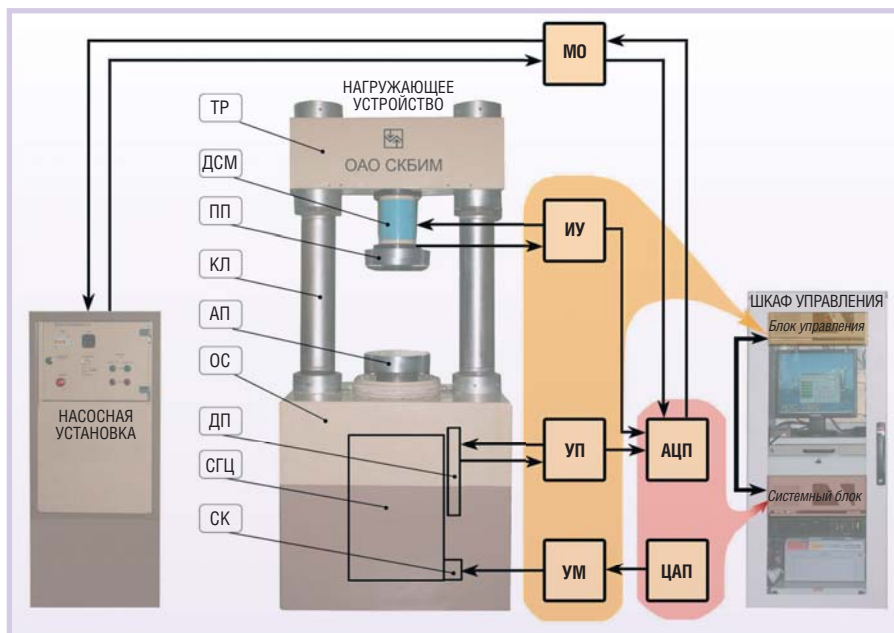 МО
НАГРУЖАЮЩЕЕ
УСТРОЙСТВО
ТР
ОАО СКБИМ
ДСМ
ПП
ИУ
КЛ
ШКАФ УПРАВЛЕНИЯ
Блок управления
АП
ОС
НАСОСНАЯ
УСТАНОВКА
ДП
УП
АЦП
СГЦ
Системный блок
СК
УМ
ЦАП